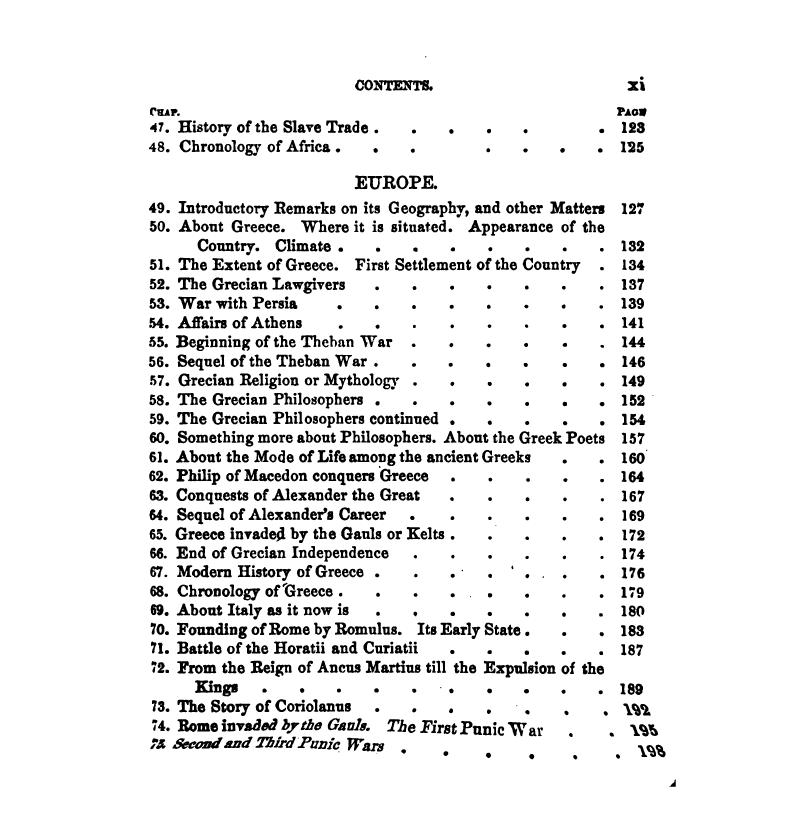 CONTENTS. xi
CHAP. PAGE
47. History of the Slave Trade . . . . . . 123
48. Chronology of Africa . . . . . . . 125
EUROPE.
49. Introductory Remarks on its Geography, and other Matters 127
50. About Greece. Where it is situated. Appearance of the
Country. Climate . . . . . . . . 132
51. The Extent of Greece. First Settlement of the Country . 134
52. The Grecian Lawgivers . . . . . . . 137
53. War with Persia . . . . . . . . 139
54. Affairs of Athens . . . . . . . . 141
55. Beginning of the Theban War . . . . . . 144
56. Sequel of the Theban War . . . . . . . 146
57. Grecian Religion or Mythology . . . . . . 149
58. The Grecian Philosophers . . . . . . . 152
59. The Grecian Philosophers continued . . . . . 154
60. Something more about Philosophers. About the Greek Poets 157
61. About the Mode of Life among the ancient Greeks . . 160
62. Philip of Macedon conquers Greece . . . . . 164
63. Conquests of Alexander the Great . . . . . 167
64. Sequel of Alexander's Career . . . . . . 169
65. Greece invaded by the Gauls or Kelts . . . . . 172
66. End of Grecian Independence . . . . . . 174
67. Modern History of Greece . . . . . . . 176
68. Chronology of Greece . . . . . . . . 179
69. About Italy as it now is . . . . . . . 180
70. Founding of Rome by Romulus. Its Early State . . . 183
71. Battle of the Horatii and Curiatii . . . . . 187
72. From the Reign of Ancus Martius till the Expulsion of the
Kings . . . . . . . . . . 189
73. The Story of Coriolanus . . . . . . . 192
74. Rome invaded by the Gauls. The First Punic War . . 195
75. Second and Third Punic Wars . . . . . . 198